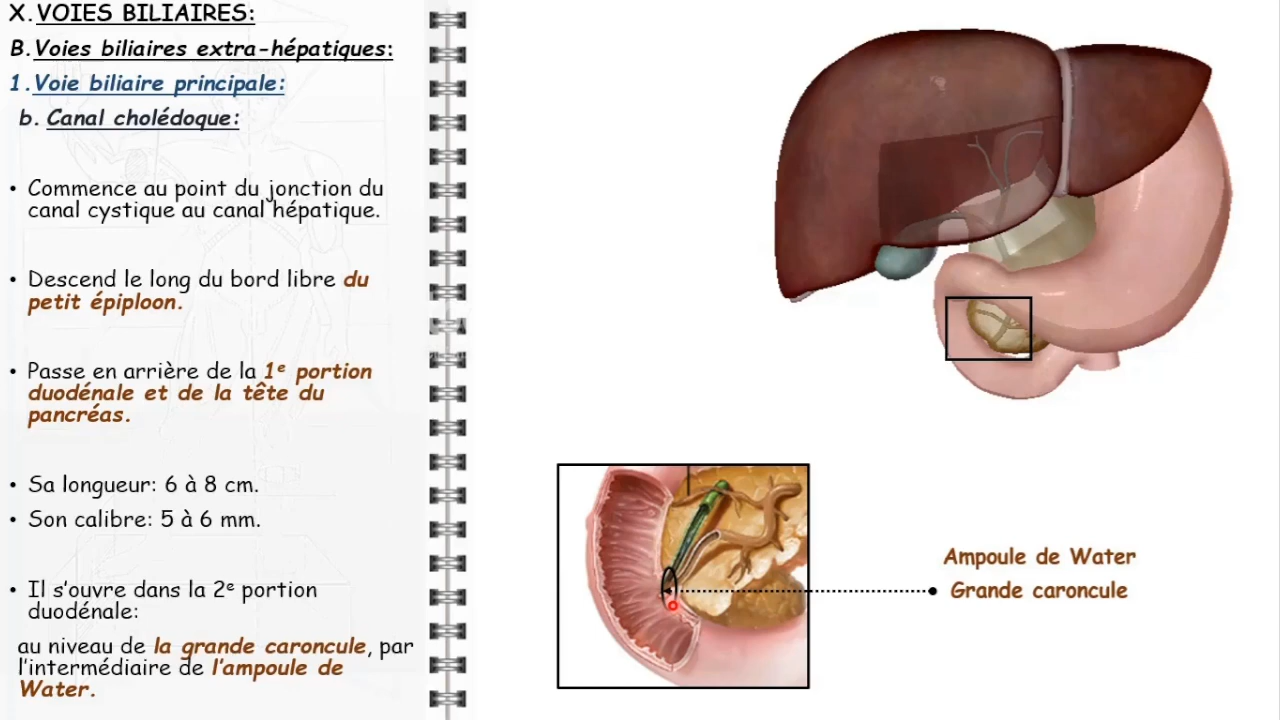 X. VOIES BILIAIRES:
B. Voies biliaires extra-hépatiques:
1. Voie biliaire principale:
b. Canal cholédoque:
• Commence au point du jonction du
canal cystique au canal hépatique.
• Descend le long du bord libre du
petit épiploon.
• Passe en arrière de la 1e portion
duodénale et de la tête du
pancréas.
• Sa longueur: 6 à 8 cm.
• Son calibre: 5 à 6 mm.
• Il s’ouvre dans la 2e portion
duodénale:
au niveau de la grande caroncule, par
l’intermédiaire de l’ampoule de
Water.
Ampoule de Water
Grande caroncule